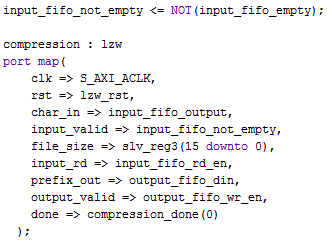 input_fifo_not_empty <= NOT(input_fifo_empty);
compression : lzw
port map(
clk => S_AXI_ACLK,
rst => lzw_rst,
char_in => input_fifo_output,
input_valid => input_fifo_not_empty,
file_size => slv_reg3(15 downto 0),
input_rd => input_fifo_rd_en,
prefix_out => output_fifo_din,
output_valid => output_fifo_wr_en,
done => compression_done(0)
);